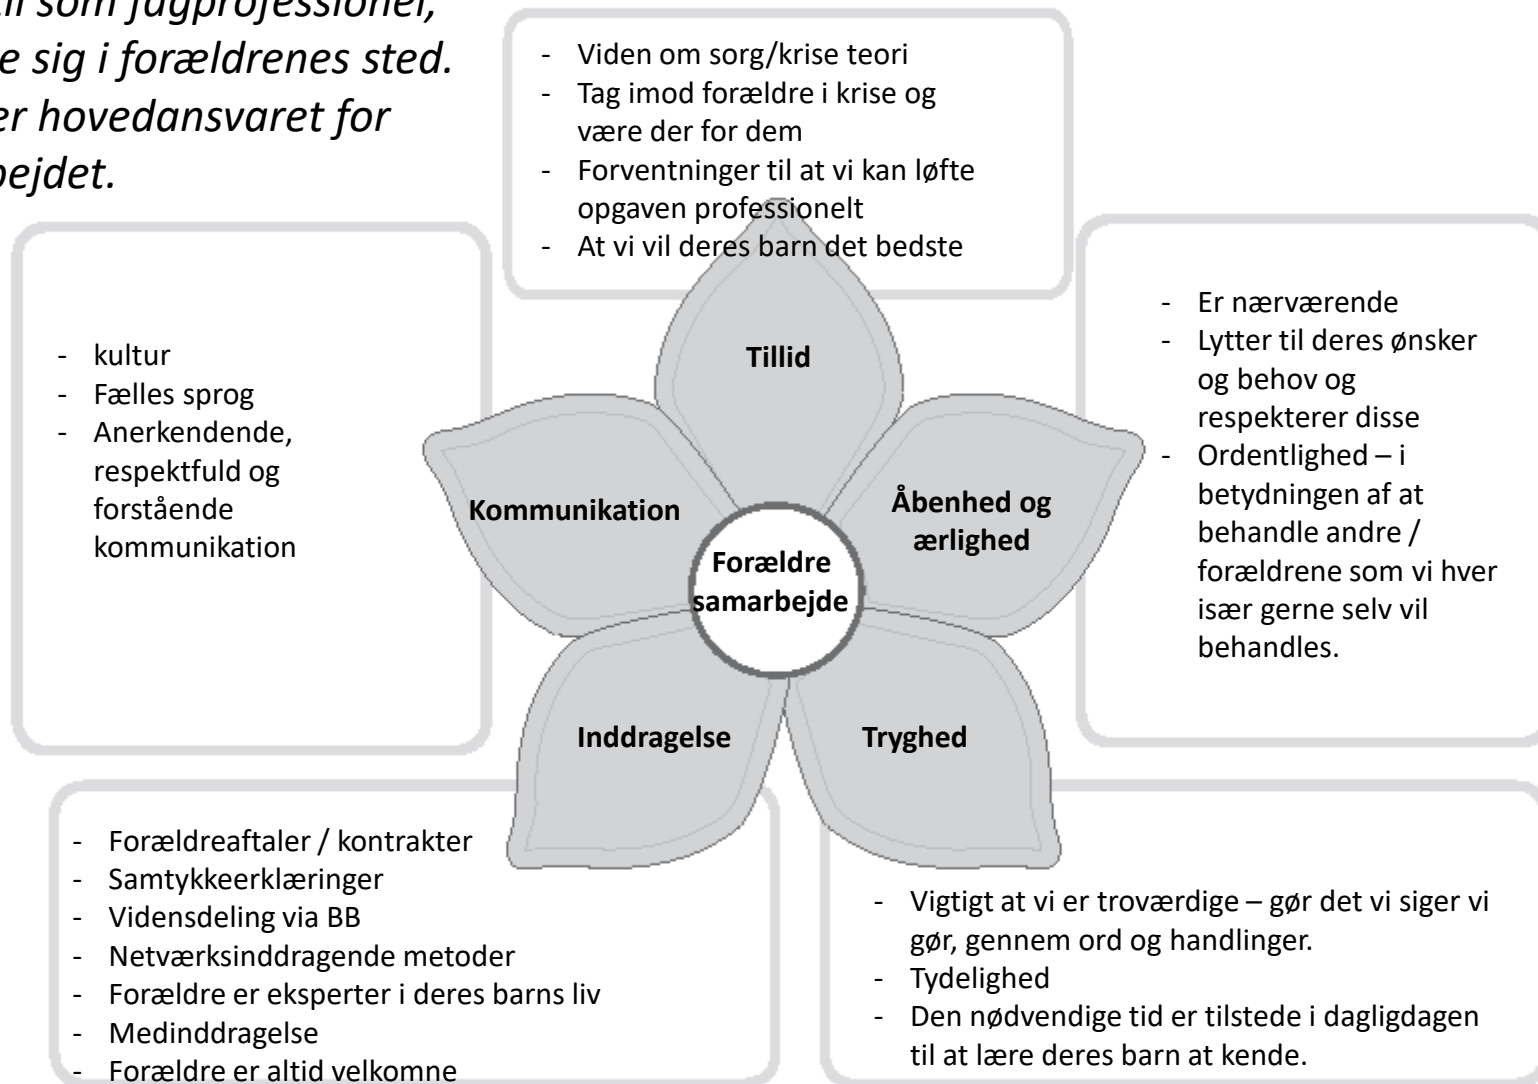 som fagprofessionel,
sig i forældrenes sted.
hovedansvaret for
- Viden om sorg/krise teori
- Tag imod forældre i krise og
være der for dem
- Forventninger til at vi kan løfte
opgaven professionelt
- At vi vil deres barn det bedste
- kultur
- Fælles sprog
- Anerkendende,
respektfuld og
forstående
kommunikation
Tillid
Kommunikation
Åbenhed og
ærlighed
Forældre
samarbejde
Inddragelse
Tryghed
- Er nærværende
- Lytter til deres ønsker
og behov og
respekterer disse
- Ordentlighed – i
betydningen af at
behandle andre /
forældrene som vi hver
især gerne selv vil
behandles.
- Forældreaftaler / kontrakter
- Samtykkeerklæringer
- Vidensdeling via BB
- Netværksinddragende metoder
- Forældre er eksperter i deres barns liv
- Medinddragelse
- Forældre er altid velkomne
- Vigtigt at vi er troværdige – gør det vi siger vi
gør, gennem ord og handlinger.
- Tydelighed
- Den nødvendige tid er tilstede i dagligdagen
til at lære deres barn at kende.